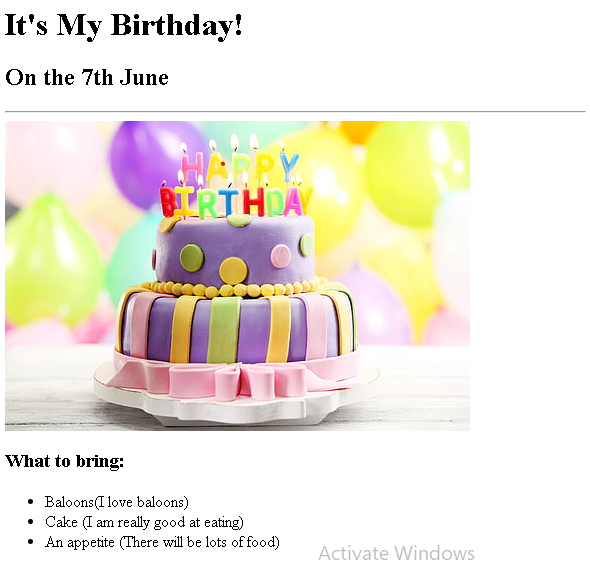 It's My Birthday!
On the 7th June
HAPPY
BIRTHDAY
What to bring:
Baloons(I love baloons)
Cake (I am really good at eating)
An appetite (There will be lots of food)
Activate Windows